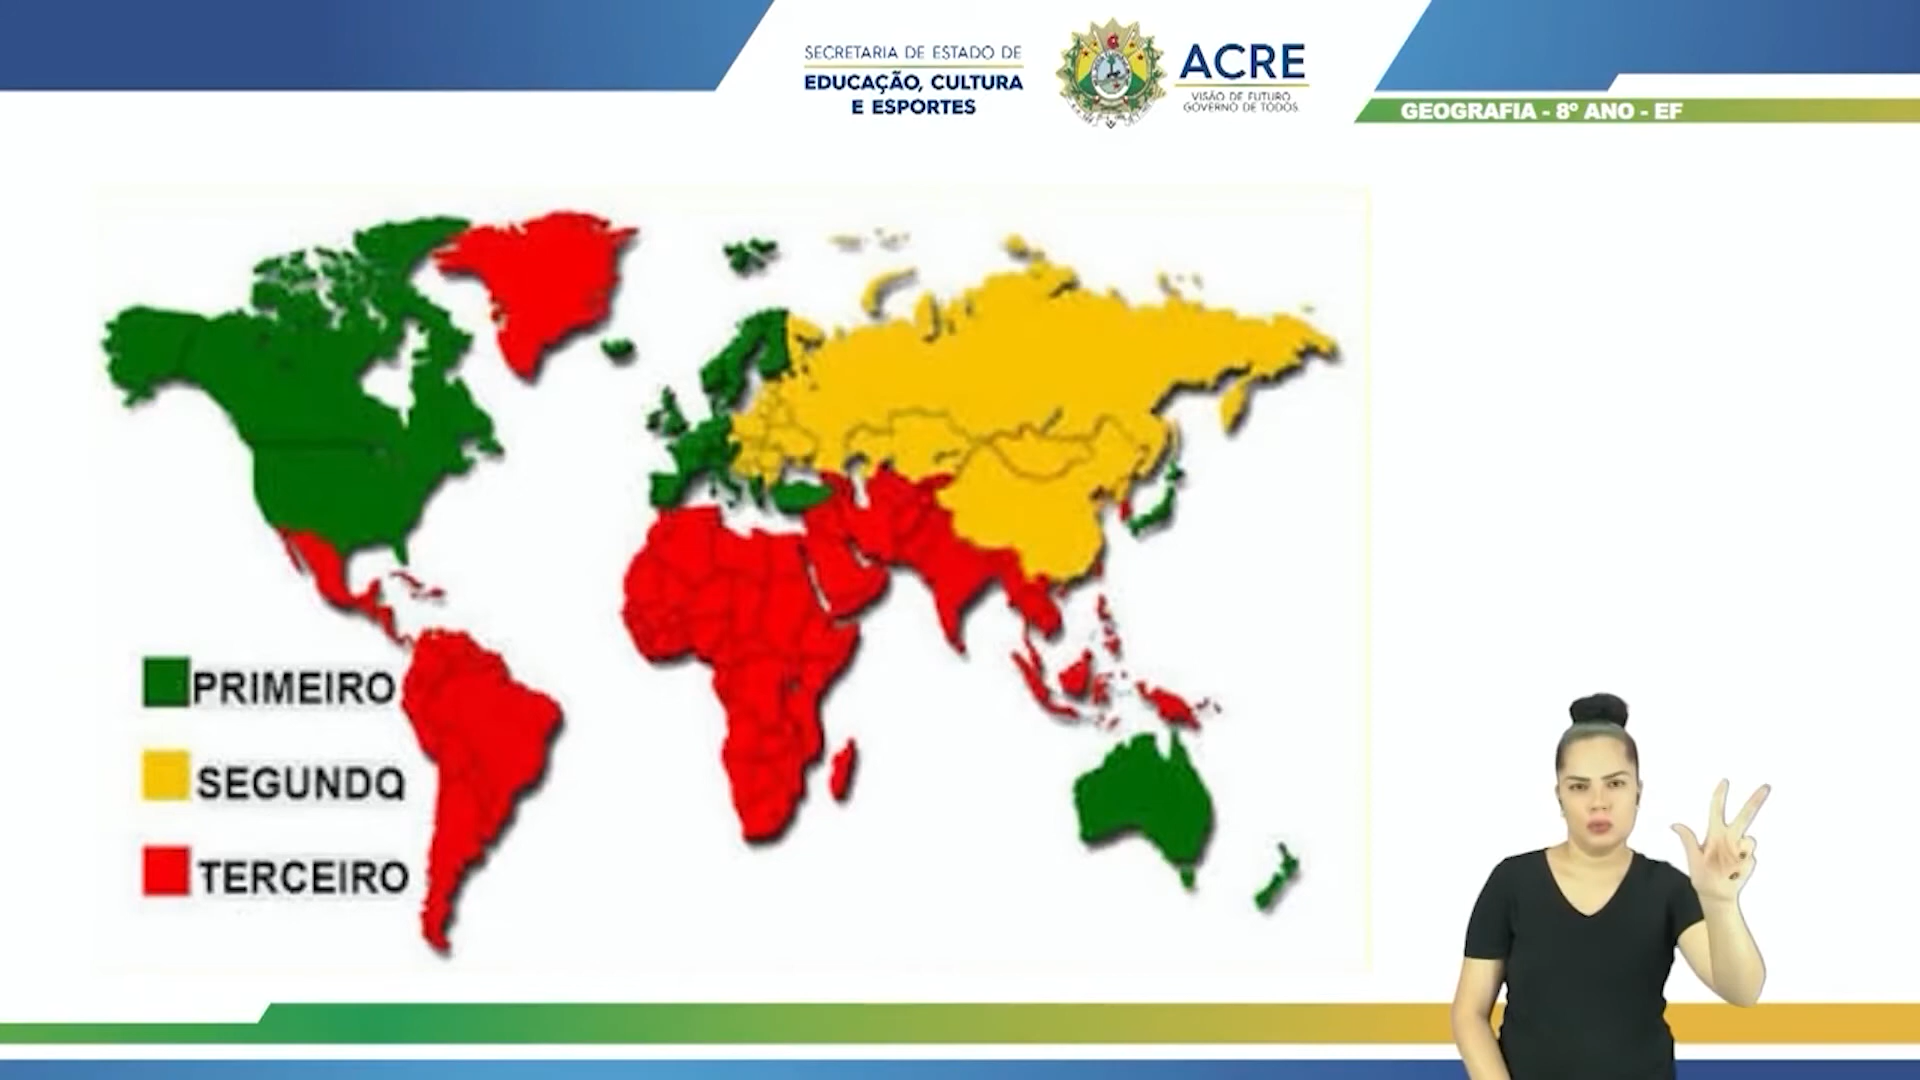 SECRETARIA DE ESTADO DE
EDUCAÇÃO, CULTURA
E ESPORTES
ACRE
VISÃO DE FUTURO
GOVERNO DE TODOS
GEOGRAFIA - 8º ANO - EF
PRIMEIRO
SEGUNDO
TERCEIRO